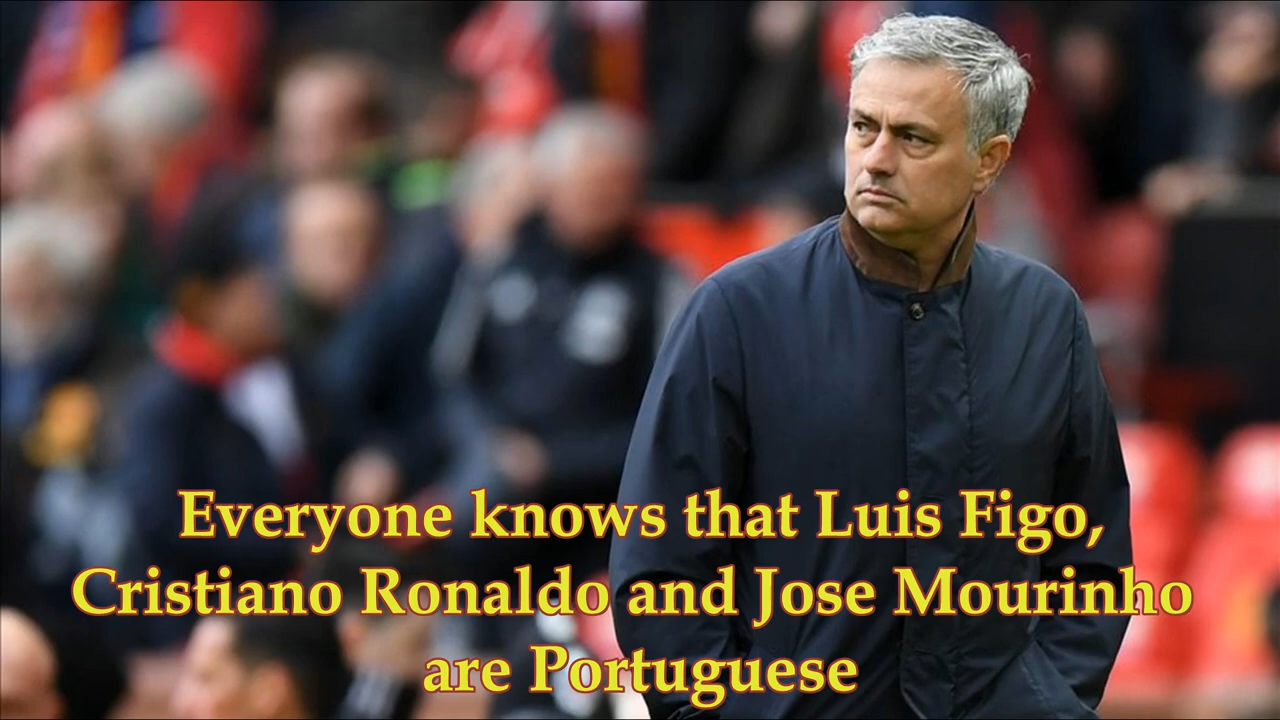 Everyone knows that Luis Figo,
Cristiano Ronaldo and Jose Mourinho
are Portuguese